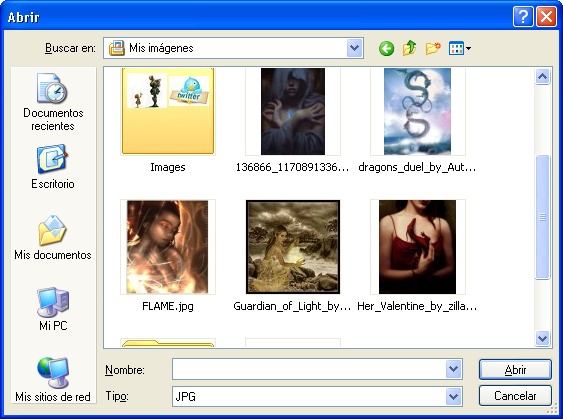 Abrir
Buscar en:
Mis imágenes
Documentos
recientes
Escritorio
Mis documentos
Mi PC
Mis sitios de red
twitter
Images
136866_1170891336...
dragons_duel_by_Aut...
FLAME.jpg
Guardian_of_Light_by...
Her_Valentine_by_zilla...
Nombre:
Abrir
Tipo:
JPG
Cancelar